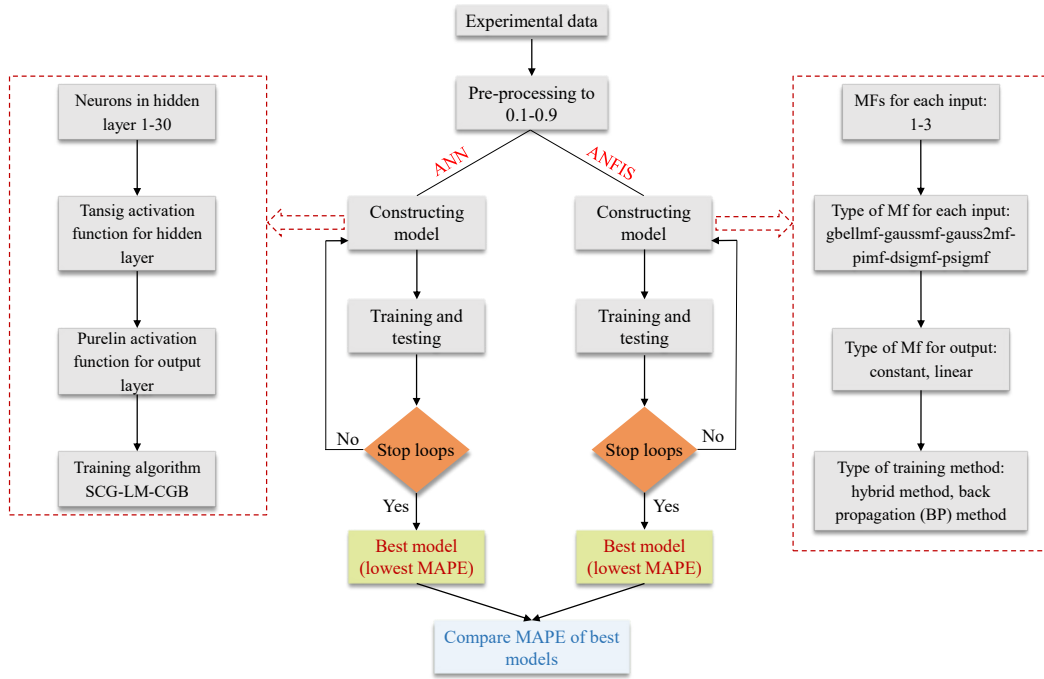 Experimental data
Pre-processing to
0.1-0.9
ANN
ANFIS
Neurons in hidden
layer 1-30
Tansig activation
function for hidden
layer
Purelin activation
function for output
layer
Training algorithm
SCG-LM-CGB
Constructing
model
Training and
testing
Stop loops
No
Yes
Best model
(lowest MAPE)
Constructing
model
Training and
testing
Stop loops
No
Yes
Best model
(lowest MAPE)
MFs for each input:
1-3
Type of Mf for each input:
gbellmf-gaussmf-gauss2mf-
pimf-dsigmf-psigmf
Type of Mf for output:
constant, linear
Type of training method:
hybrid method, back
propagation (BP) method
Compare MAPE of best
models